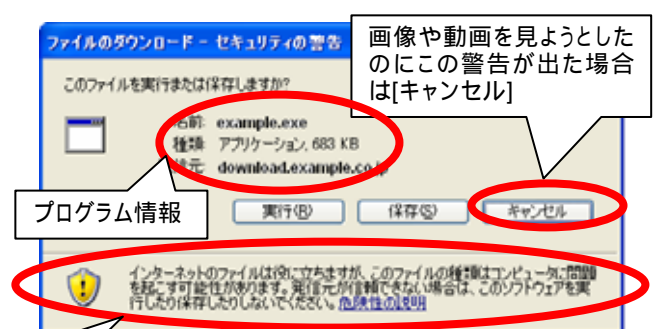 ファイルのダウンロード - セキュリティの警告
画像や動画を見ようとした
のにこの警告が出た場合
は[キャンセル]
このファイルを実行または保存しますか?
名前: example.exe
種類: アプリケーション, 683 KB
発信元: download.example.co.jp
プログラム情報
実行(R)
保存(S)
キャンセル
インターネットのファイルは役に立ちますが、このファイルの種類はコンピュータに問題
を起こす可能性があります。発信元が信頼できない場合は、このソフトウェアを実
行したり保存したりしないでください。危険性の説明